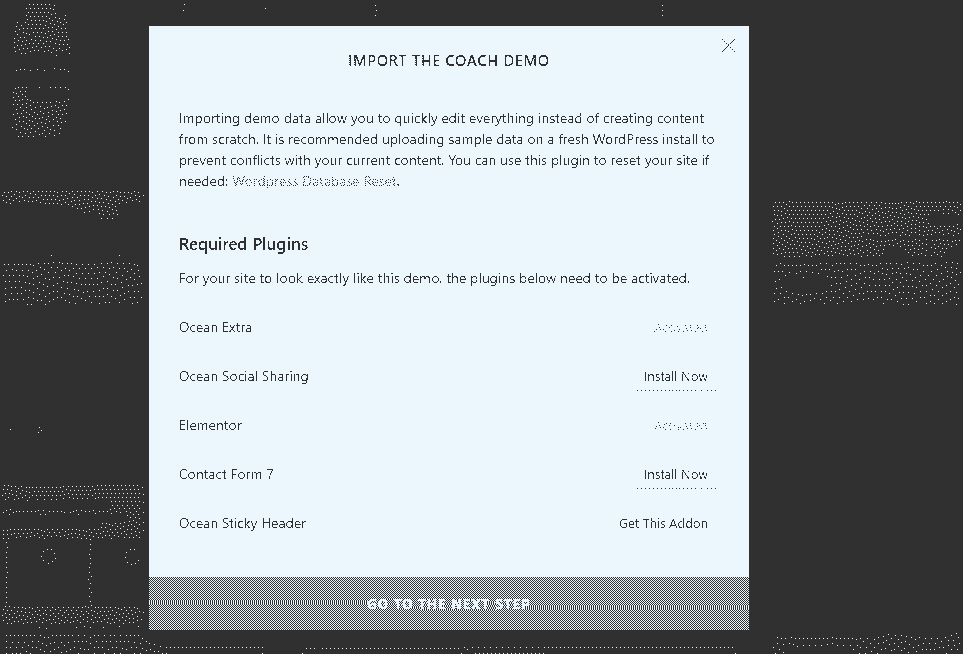 IMPORT THE COACH DEMO
Importing demo data allow you to quickly edit everything instead of creating content
from scratch. It is recommended uploading sample data on a fresh WordPress install to
prevent conflicts with your current content. You can use this plugin to reset your site if
needed: Wordpress Database Reset.
Required Plugins
For your site to look exactly like this demo, the plugins below need to be activated.
Ocean Extra Activated
Ocean Social Sharing Install Now
Elementor Activated
Contact Form 7 Install Now
Ocean Sticky Header Get This Addon
GO TO THE NEXT STEP